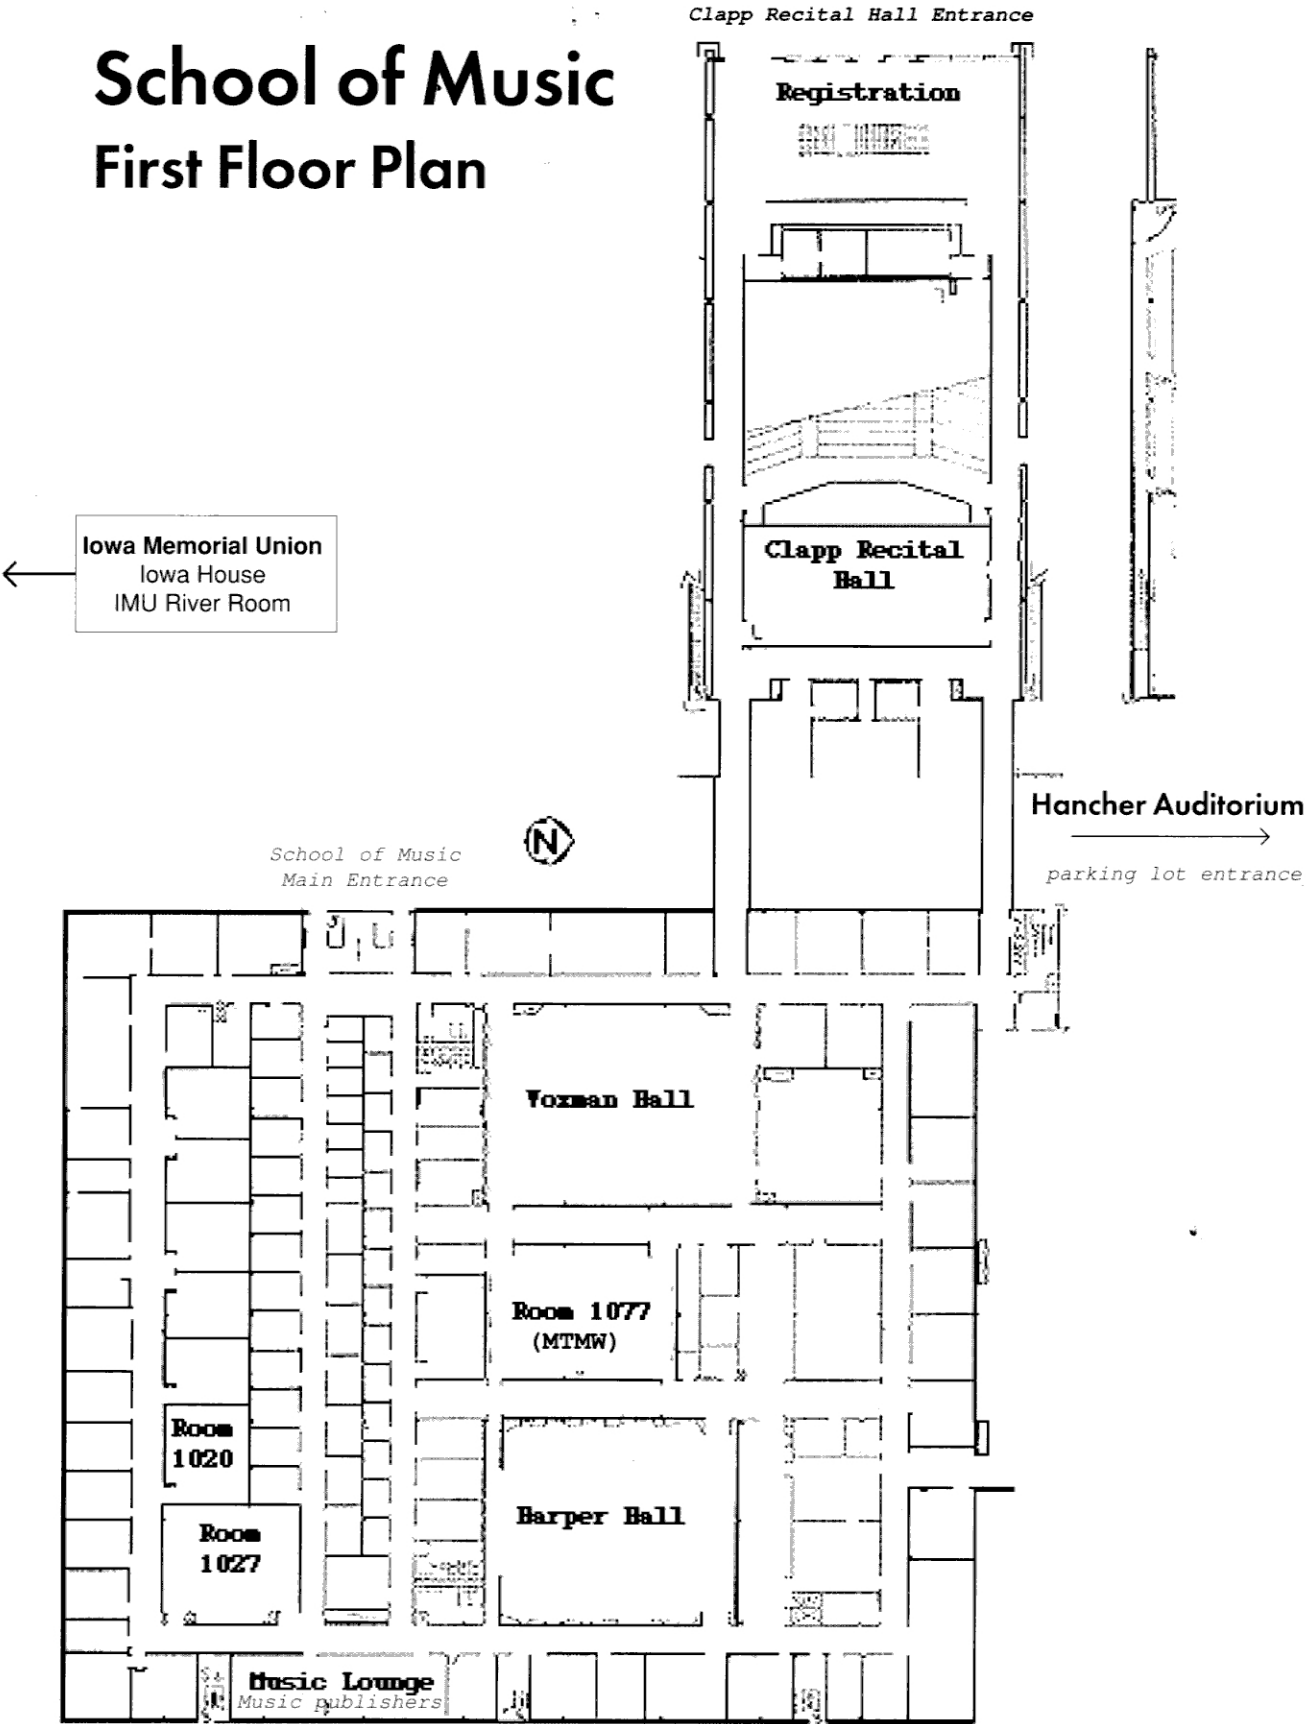 Clapp Recital Hall Entrance
School of Music
First Floor Plan
Registration
Iowa Memorial Union
Iowa House
IMU River Room
Clapp Recital
Hall
Hancher Auditorium
parking lot entrance
N
School of Music
Main Entrance
Voxman Hall
Room 1077
(MTMW)
Room
1020
Harper Hall
Room
1027
Music Lounge
Music publishers